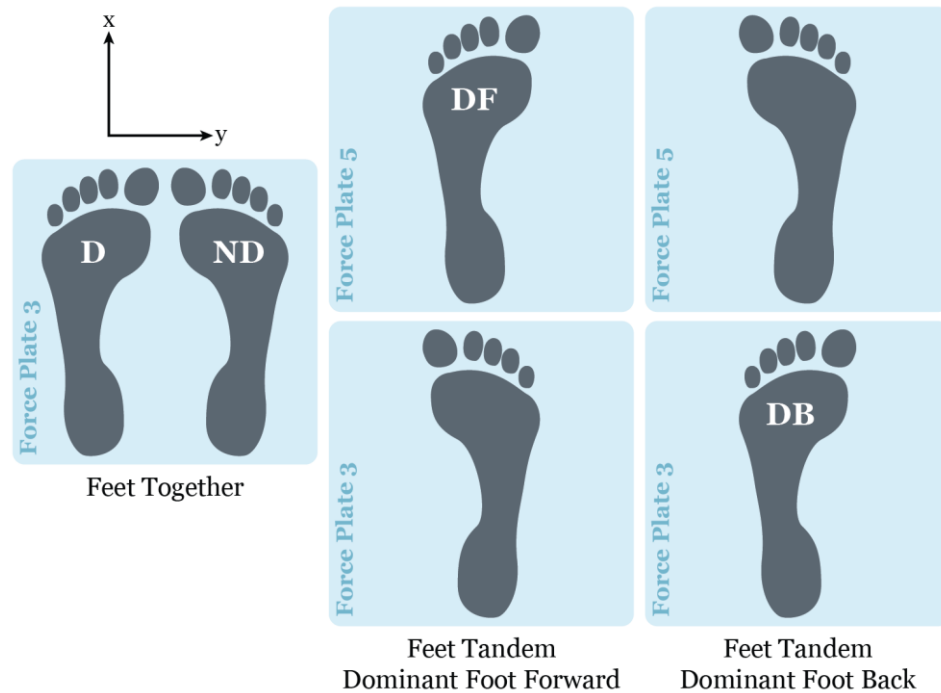 x
y
Force Plate 3
D
ND
Feet Together
Force Plate 5
DF
Force Plate 3
Feet Tandem
Dominant Foot Forward
Force Plate 5
Force Plate 3
DB
Feet Tandem
Dominant Foot Back